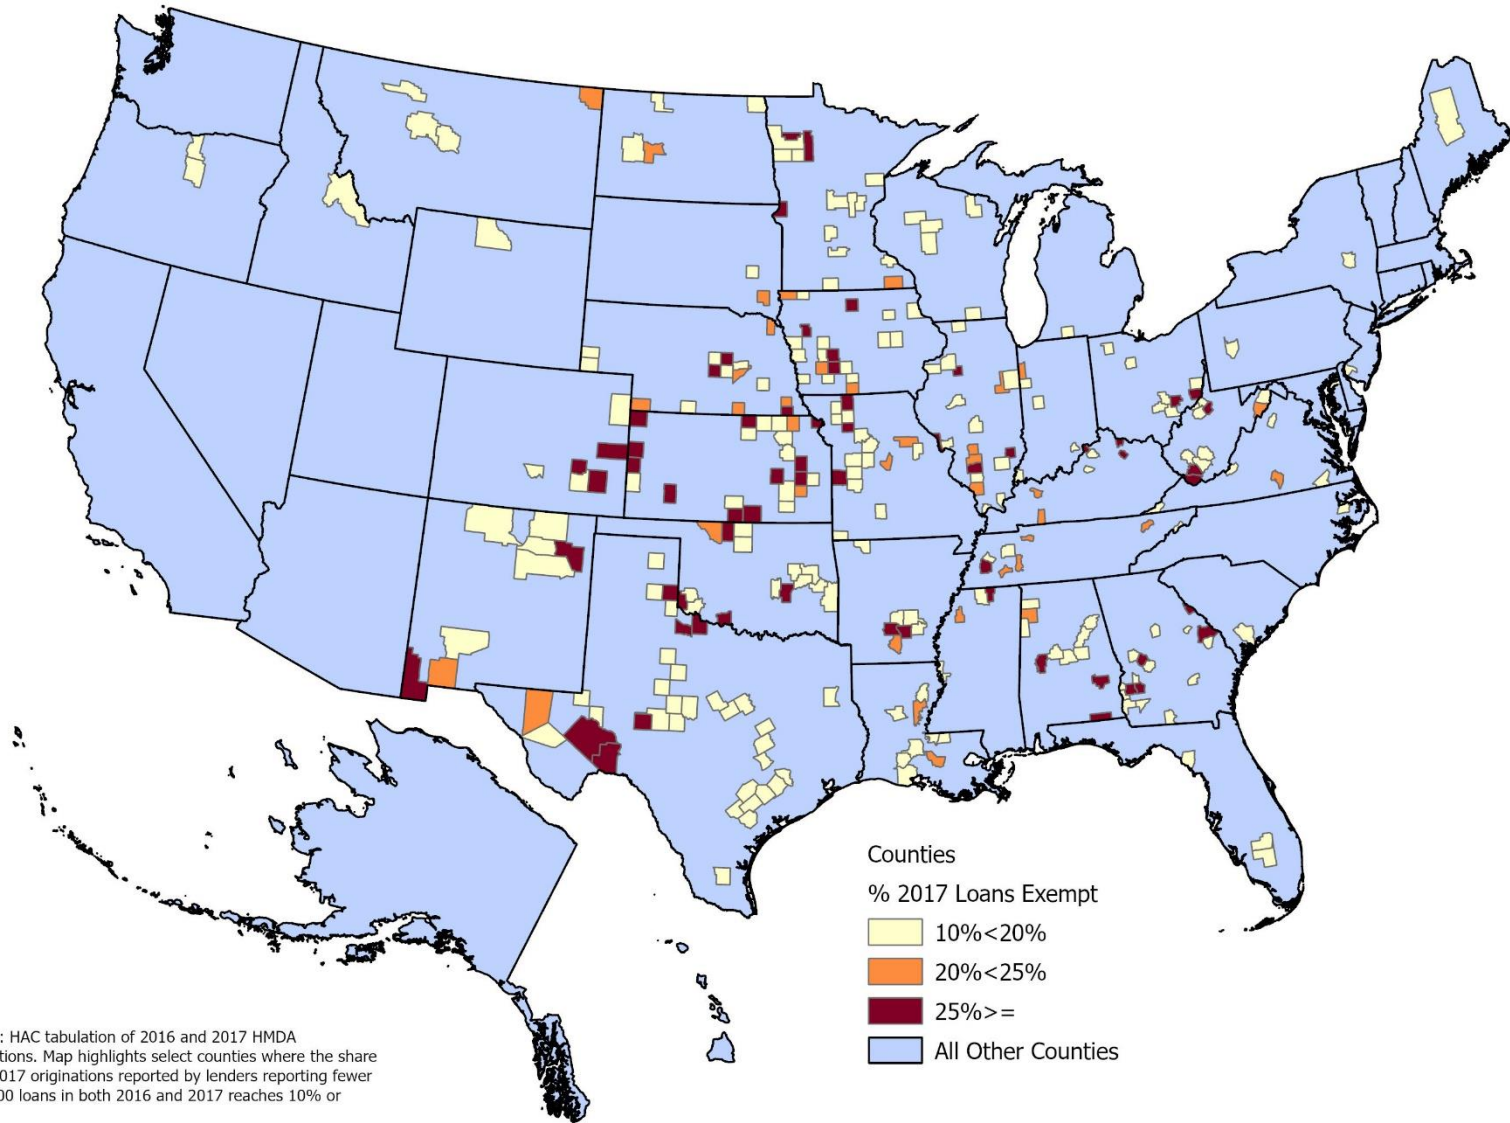 Counties
% 2017 Loans Exempt
10%<20%
20%<25%
25%>=
All Other Counties
: HAC tabulation of 2016 and 2017 HMDA
tions. Map highlights select counties where the share
2017 originations reported by lenders reporting fewer
00 loans in both 2016 and 2017 reaches 10% or